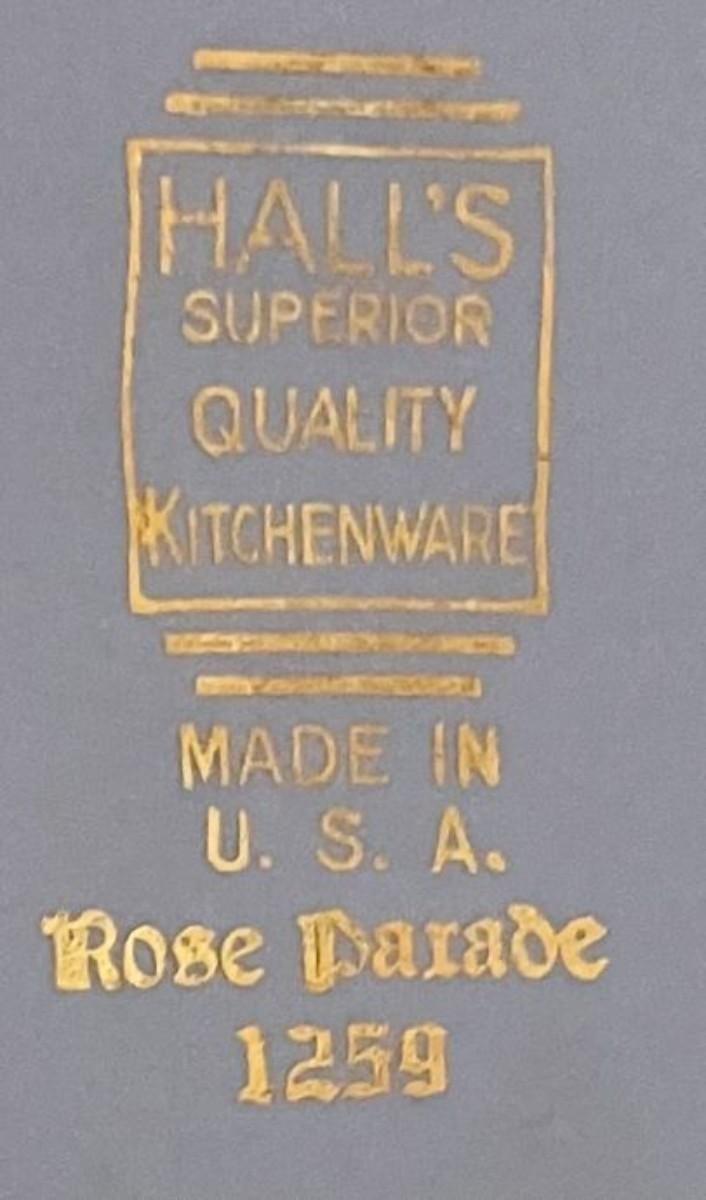 HALL'S
SUPERIOR
QUALITY
KITCHENWARE
MADE IN
U. S. A.
Rose Parade
1259